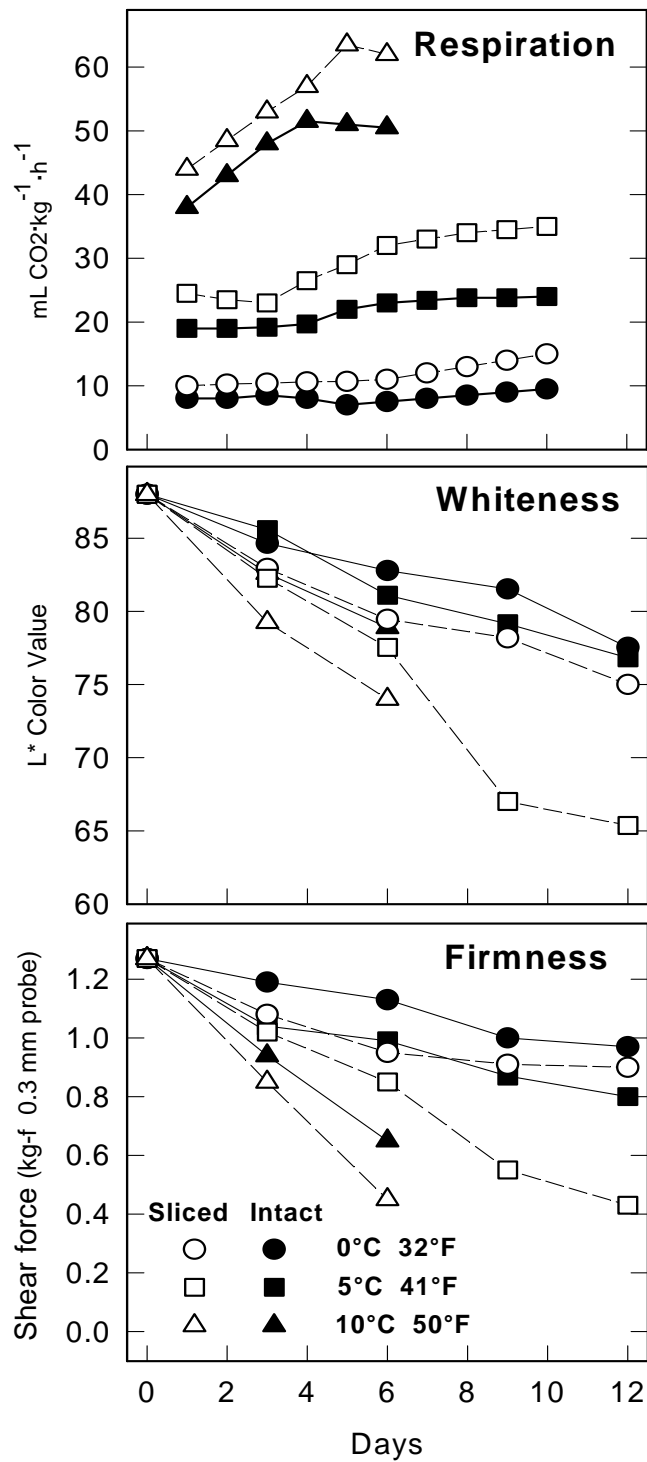 Respiration
mL CO2·kg⁻¹·h⁻¹
60
50
40
30
20
10
0
Whiteness
L* Color Value
85
80
75
70
65
60
Firmness
Shear force (kg-f 0.3 mm probe)
1.2
1.0
0.8
0.6
0.4
0.2
0.0
Sliced Intact
0°C 32°F
5°C 41°F
10°C 50°F
0 2 4 6 8 10 12
Days